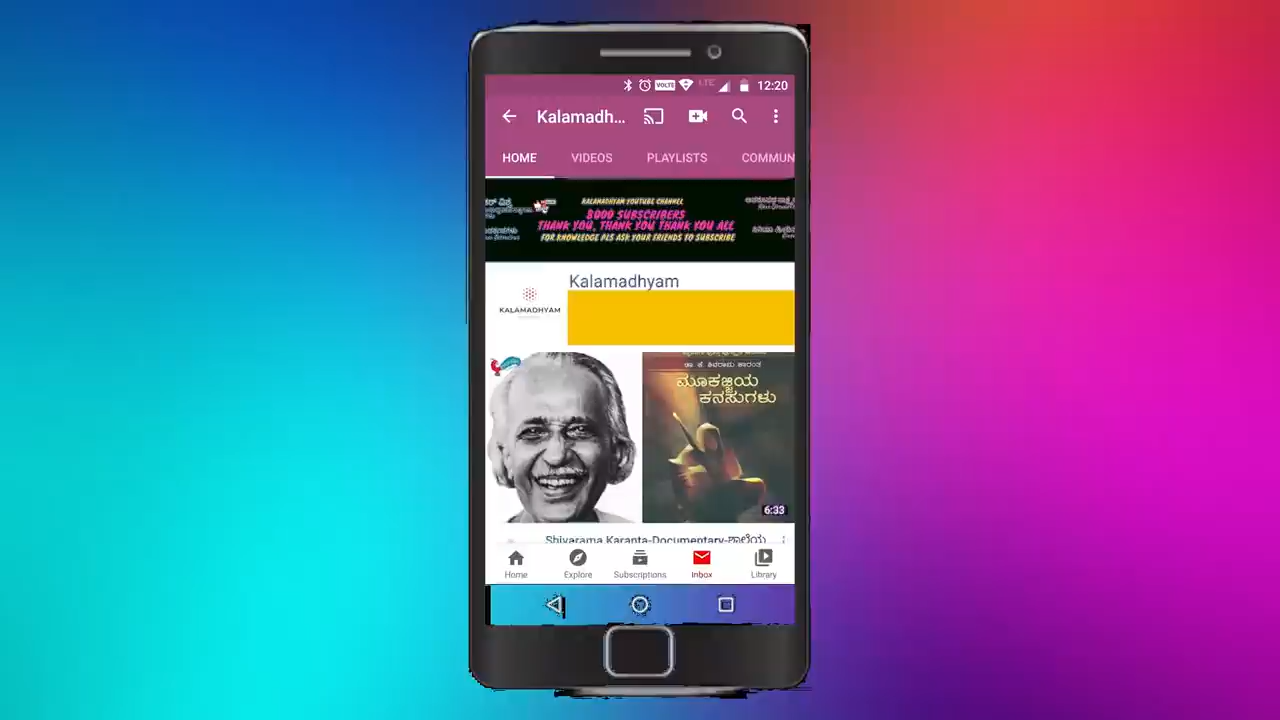 LTE 12:20
Kalamadh...
HOME VIDEOS PLAYLISTS COMMUN
KALAMADHYAM YOUTUBE CHANNEL
8000 SUBSCRIBERS
THANK YOU, THANK YOU THANK YOU ALL
FOR KNOWLEDGE PLS ASK YOUR FRIENDS TO SUBSCRIBE
Kalamadhyam
KALAMADHYAM
ಡಾ. ಕೆ. ಶಿವರಾಮ ಕಾರಂತ
ಮೂಕಜ್ಜಿಯ
ಕನಸುಗಳು
6:33
Shivarama Karanta-Documentary-ಶಾಲೆಯ
Home Explore Subscriptions Inbox Library